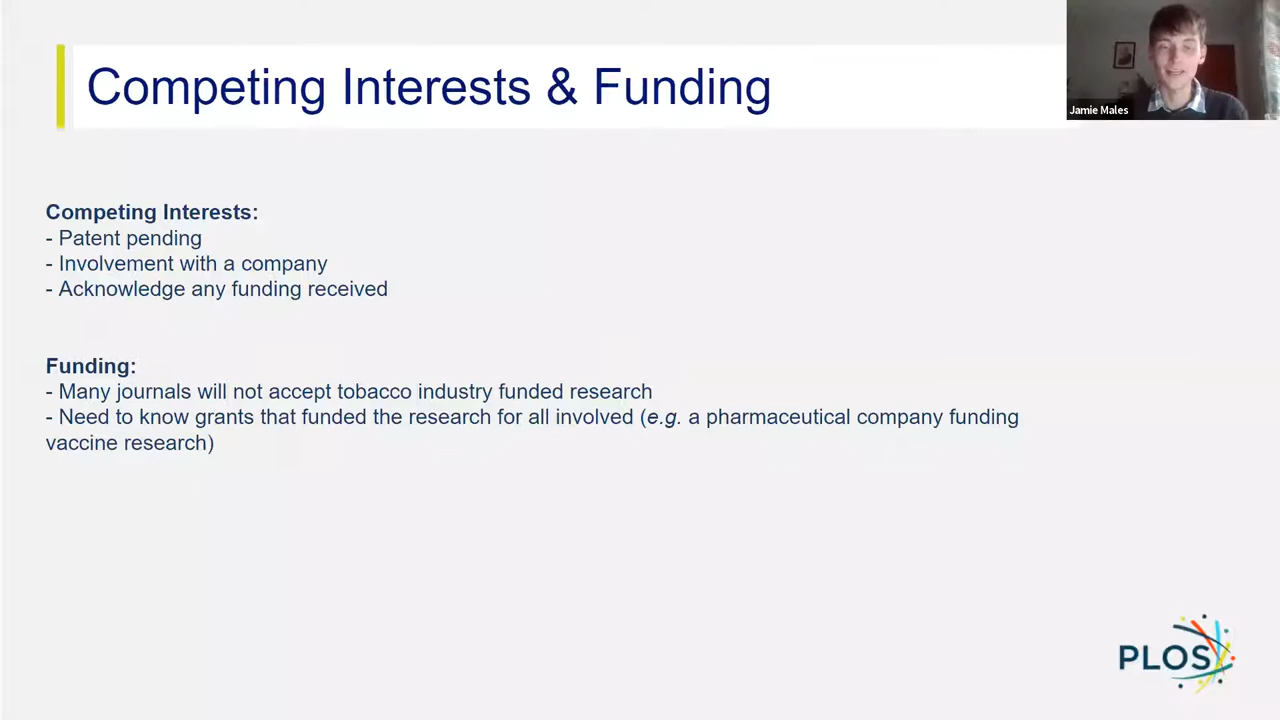 Competing Interests & Funding
Jamie Males
Competing Interests:
- Patent pending
- Involvement with a company
- Acknowledge any funding received
Funding:
- Many journals will not accept tobacco industry funded research
- Need to know grants that funded the research for all involved (e.g. a pharmaceutical company funding
vaccine research)
PLOS